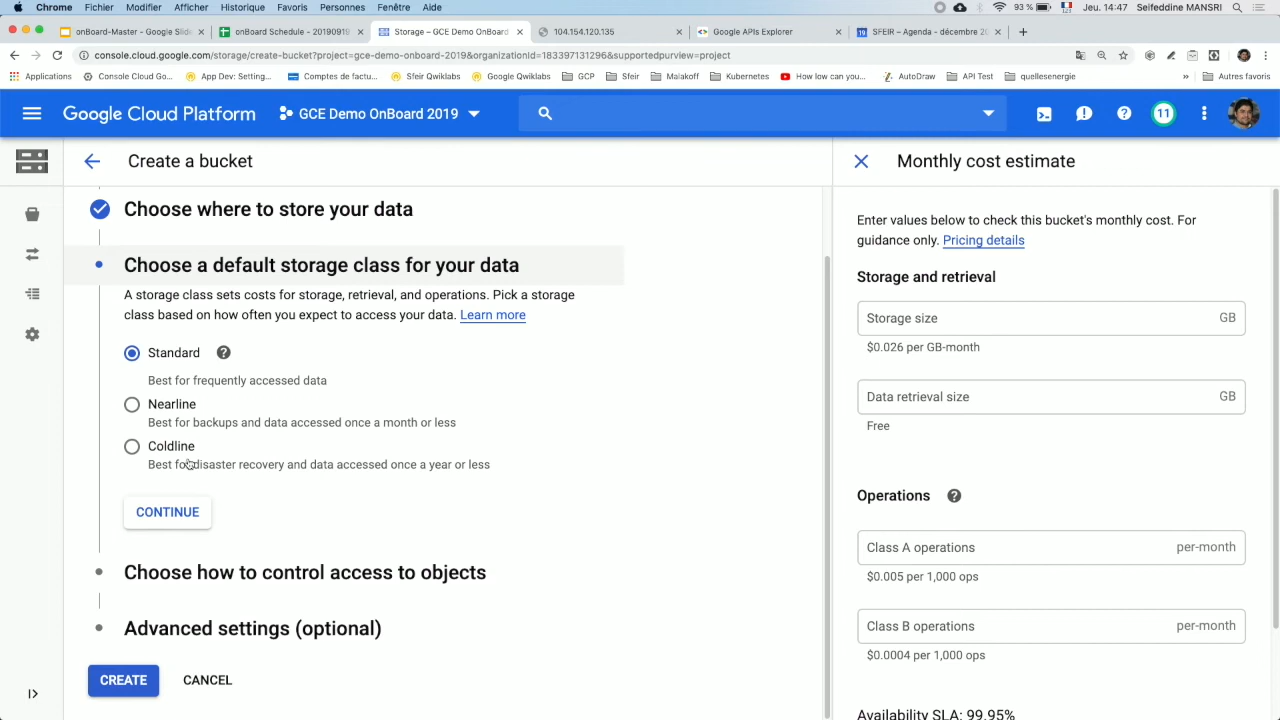 Chrome Fichier Modifier Afficher Historique Favoris Personnes Fenêtre Aide 93 % Jeu. 14:47 Seifeddine MANSRI
onBoard-Master - Google Slide onBoard Schedule - 20190919 Storage – GCE Demo OnBoard 104.154.120.135 Google APIs Explorer SFEIR – Agenda - décembre 20
console.cloud.google.com/storage/create-bucket?project=gce-demo-onboard-2019&organizationId=183397131296&supportedpurview=project
Applications Console Cloud Go... App Dev: Setting... Comptes de factu... Sfeir Qwiklabs Google Qwiklabs GCP Sfeir Malakoff Kubernetes How low can you... AutoDraw API Test quellesenergie » Autres favoris
Google Cloud Platform GCE Demo OnBoard 2019 11
Create a bucket
Choose where to store your data
Choose a default storage class for your data
A storage class sets costs for storage, retrieval, and operations. Pick a storage
class based on how often you expect to access your data. Learn more
Standard
Best for frequently accessed data
Nearline
Best for backups and data accessed once a month or less
Coldline
Best for disaster recovery and data accessed once a year or less
CONTINUE
Choose how to control access to objects
Advanced settings (optional)
CREATE CANCEL
Monthly cost estimate
Enter values below to check this bucket's monthly cost. For
guidance only. Pricing details
Storage and retrieval
Storage size GB
$0.026 per GB-month
Data retrieval size GB
Free
Operations
Class A operations per-month
$0.005 per 1,000 ops
Class B operations per-month
$0.0004 per 1,000 ops
Availability SLA: 99.95%